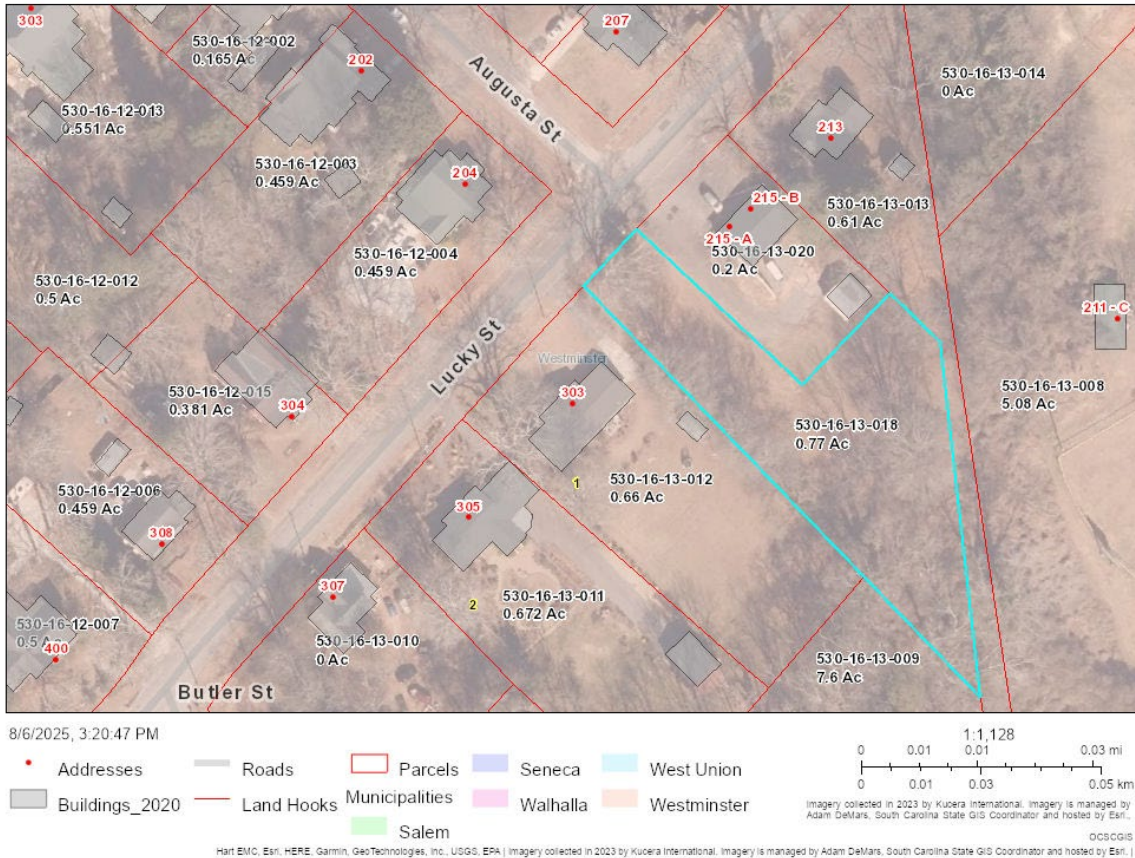 303
530-16-12-002
0.165 Ac
202
207
Augusta St
530-16-13-014
0 Ac
530-16-12-013
0.551 Ac
530-16-12-003
0.459 Ac
204
213
215 - B
215 - A
530-16-13-013
0.61 Ac
530-16-13-020
0.2 Ac
530-16-12-004
0.459 Ac
530-16-12-012
0.5 Ac
211 - C
Lucky St
Westminster
530-16-12-015
0.381 Ac
304
303
530-16-13-008
5.08 Ac
530-16-13-018
0.77 Ac
530-16-12-006
0.459 Ac
308
305
1
530-16-13-012
0.66 Ac
307
2
530-16-13-011
0.672 Ac
530-16-12-007
0.5 Ac
400
530-16-13-010
0 Ac
530-16-13-009
7.6 Ac
Butler St
8/6/2025, 3:20:47 PM
Addresses
Buildings_2020
Roads
Land Hooks
Parcels
Municipalities
Salem
Seneca
Walhalla
West Union
Westminster
1:1,128
0 0.01 0.01 0.03 mi
0 0.01 0.03 0.05 km
Imagery collected in 2023 by Kucera International. Imagery is managed by
Adam DeMars, South Carolina State GIS Coordinator and hosted by Esri.,
OCSCGIS
Hart EMC, Esri, HERE, Garmin, GeoTechnologies, Inc., USGS, EPA | Imagery collected in 2023 by Kucera International. Imagery is managed by Adam DeMars, South Carolina State GIS Coordinator and hosted by Esri. |